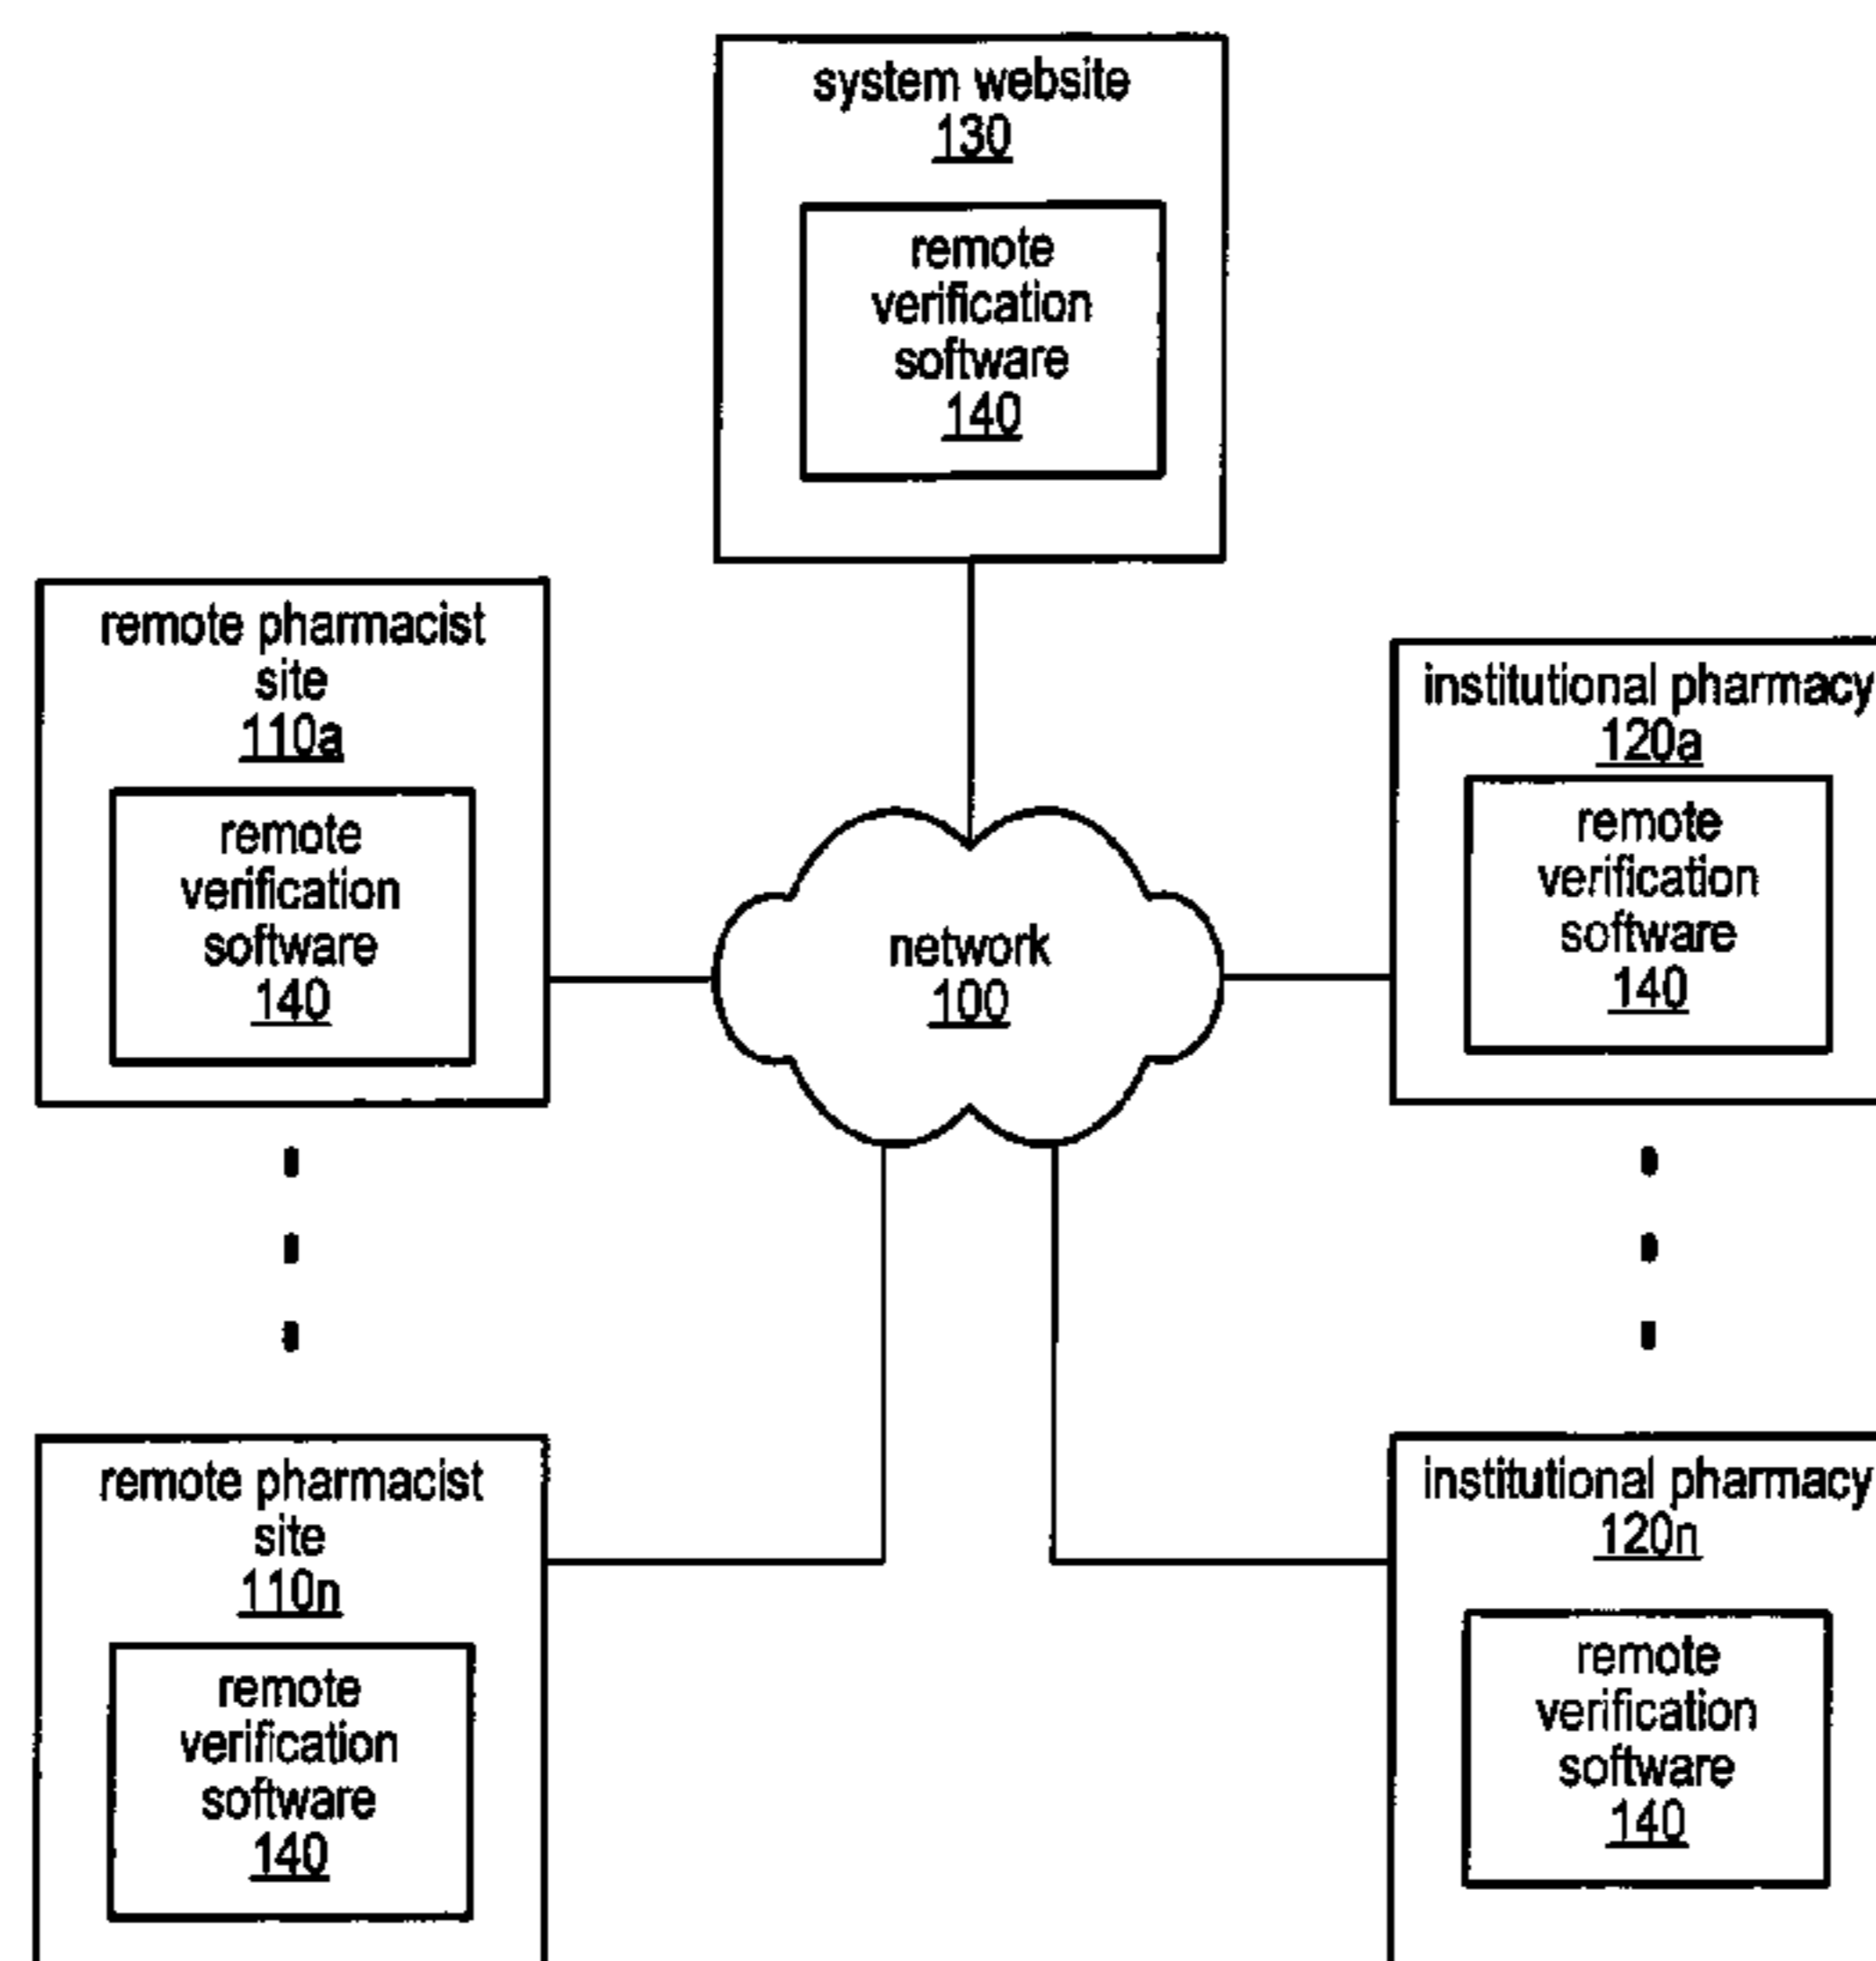 system website
130
remote
verification
software
140
remote pharmacist
site
110a
remote
verification
software
140
network
100
institutional pharmacy
120a
remote
verification
software
140
remote pharmacist
site
110n
remote
verification
software
140
institutional pharmacy
120n
remote
verification
software
140